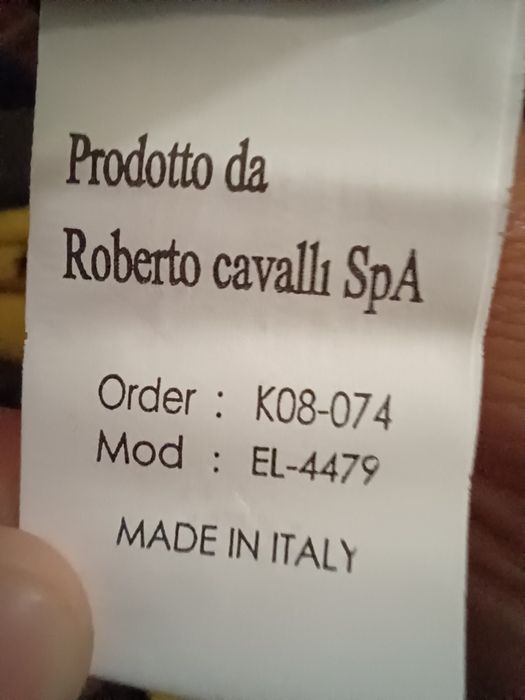 Prodotto da
Roberto cavallı SpA
Order : K08-074
Mod : EL-4479
MADE IN ITALY